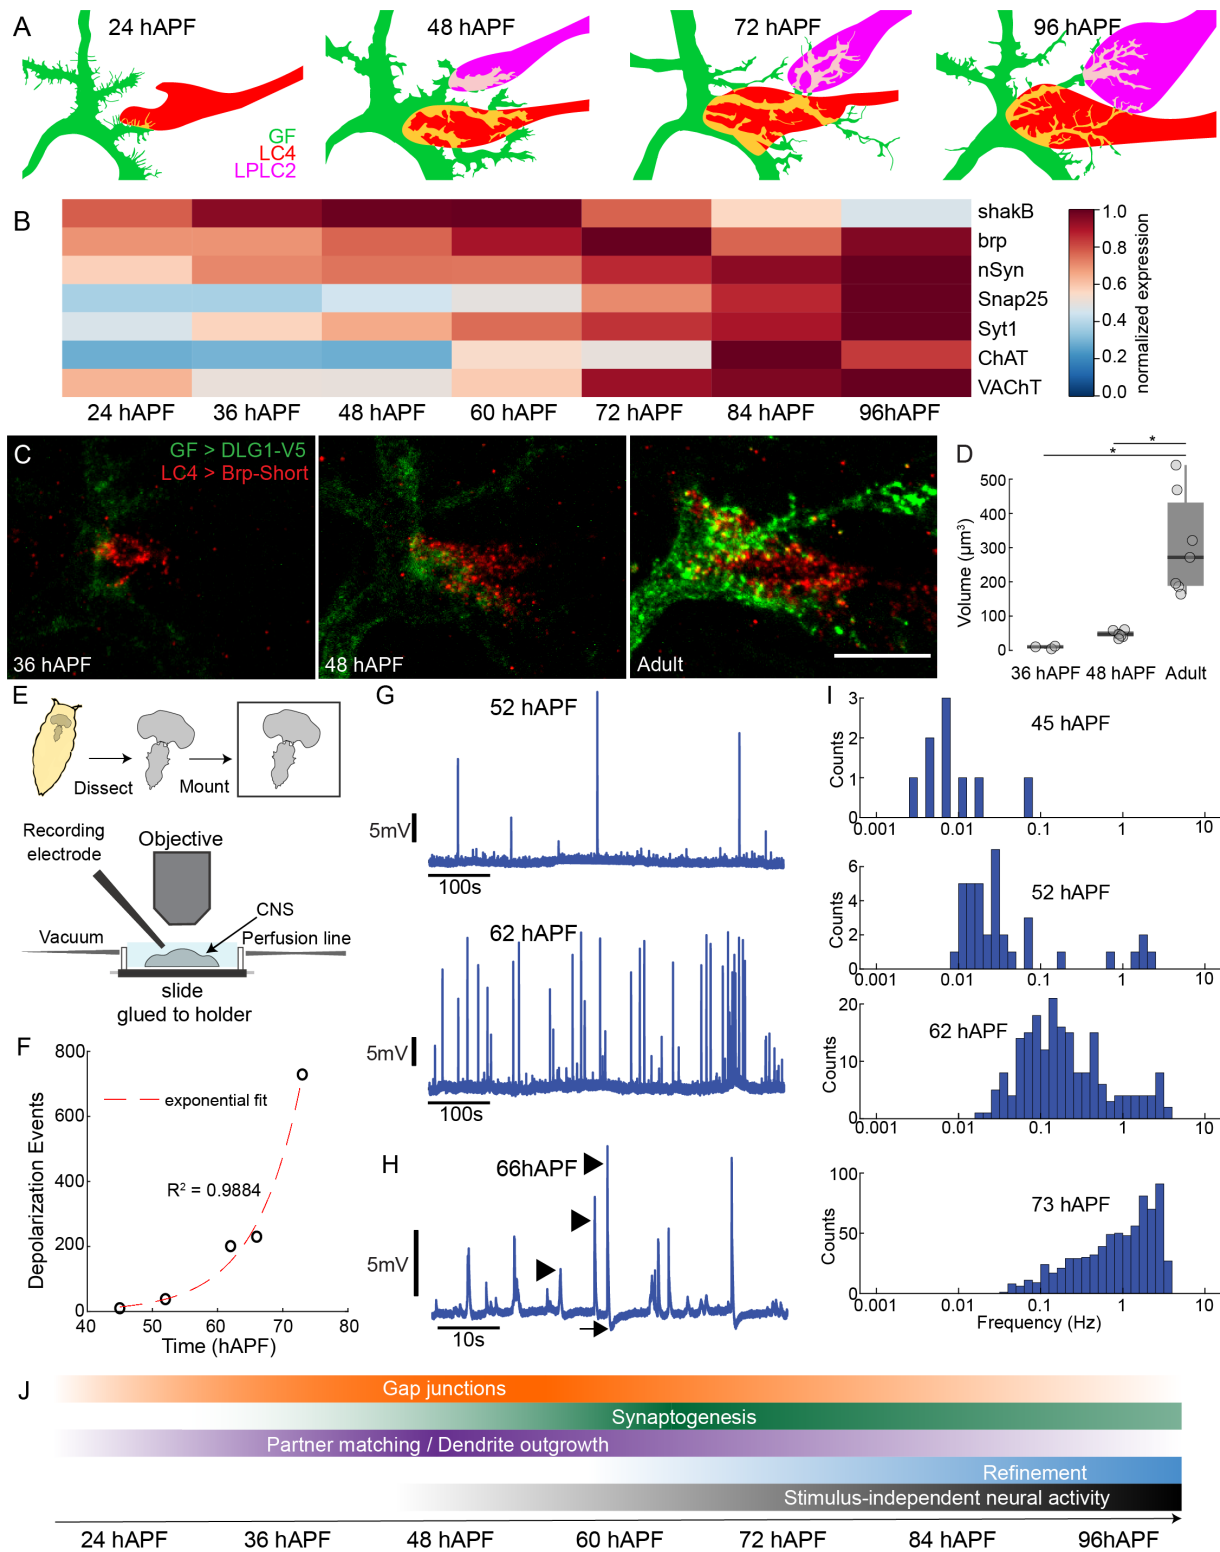 A
24 hAPF
48 hAPF
72 hAPF
96 hAPF
GF
LC4
LPLC2
B
shakB
brp
nSyn
Snap25
Syt1
ChAT
VAChT
24 hAPF 36 hAPF 48 hAPF 60 hAPF 72 hAPF 84 hAPF 96hAPF
1.0
0.8
0.6
0.4
0.2
0.0
normalized expression
C
GF > DLG1-V5
LC4 > Brp-Short
36 hAPF
48 hAPF
Adult
D
*
*
500
400
300
200
100
0
Volume (µm³)
36 hAPF 48 hAPF Adult
E
Dissect
Mount
Recording
electrode
Objective
CNS
Vacuum
Perfusion line
slide
glued to holder
F
800
600
400
200
0
Depolarization Events
exponential fit
R² = 0.9884
40 50 60 70 80
Time (hAPF)
G
52 hAPF
5mV
100s
62 hAPF
5mV
100s
H
66hAPF
5mV
10s
I
45 hAPF
3
2
1
0
Counts
0.001 0.01 0.1 1 10
52 hAPF
6
4
2
0
Counts
0.001 0.01 0.1 1 10
62 hAPF
20
10
0
Counts
0.001 0.01 0.1 1 10
73 hAPF
100
50
0
Counts
0.001 0.01 0.1 1 10
Frequency (Hz)
J
Gap junctions
Synaptogenesis
Partner matching / Dendrite outgrowth
Refinement
Stimulus-independent neural activity
24 hAPF 36 hAPF 48 hAPF 60 hAPF 72 hAPF 84 hAPF 96hAPF